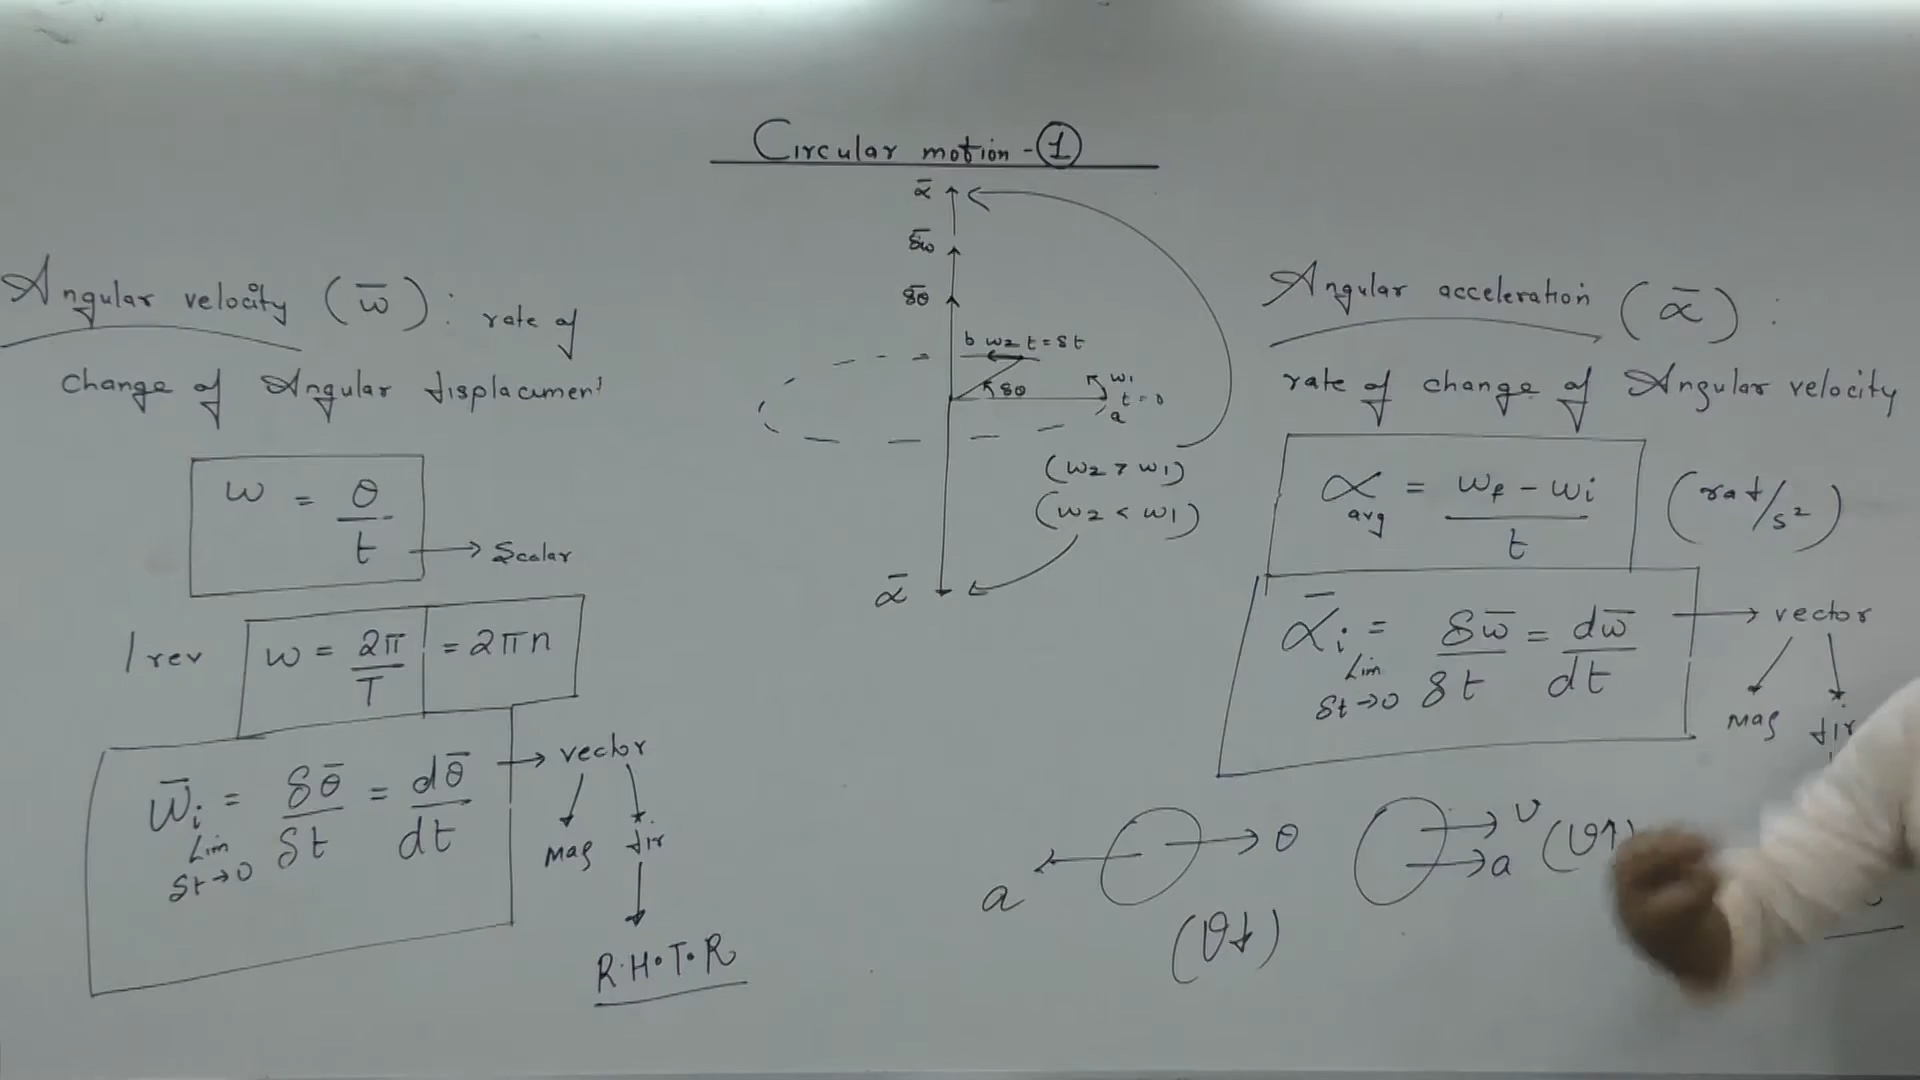 Circular motion - 1
Angular velocity (ω̅) : rate of
change of Angular displacement
ω = θ/t → Scalar
1 rev ω = 2π/T = 2πn
ω̅i = Lim δt→0 δθ̅/δt = dθ̅/dt → vector
mag dir
R.H.T.R
α̅
δω̅
δθ̅
b ω2 t = δt
δθ
ω1
t = 0
a
(ω2 > ω1)
(ω2 < ω1)
α̅
Angular acceleration (α̅) :
rate of change of Angular velocity
α avg = ωf - ωi / t (rad/s²)
α̅i = Lim δt→0 δω̅/δt = dω̅/dt → vector
mag dir
a
(v↓)
v
a (v↑)